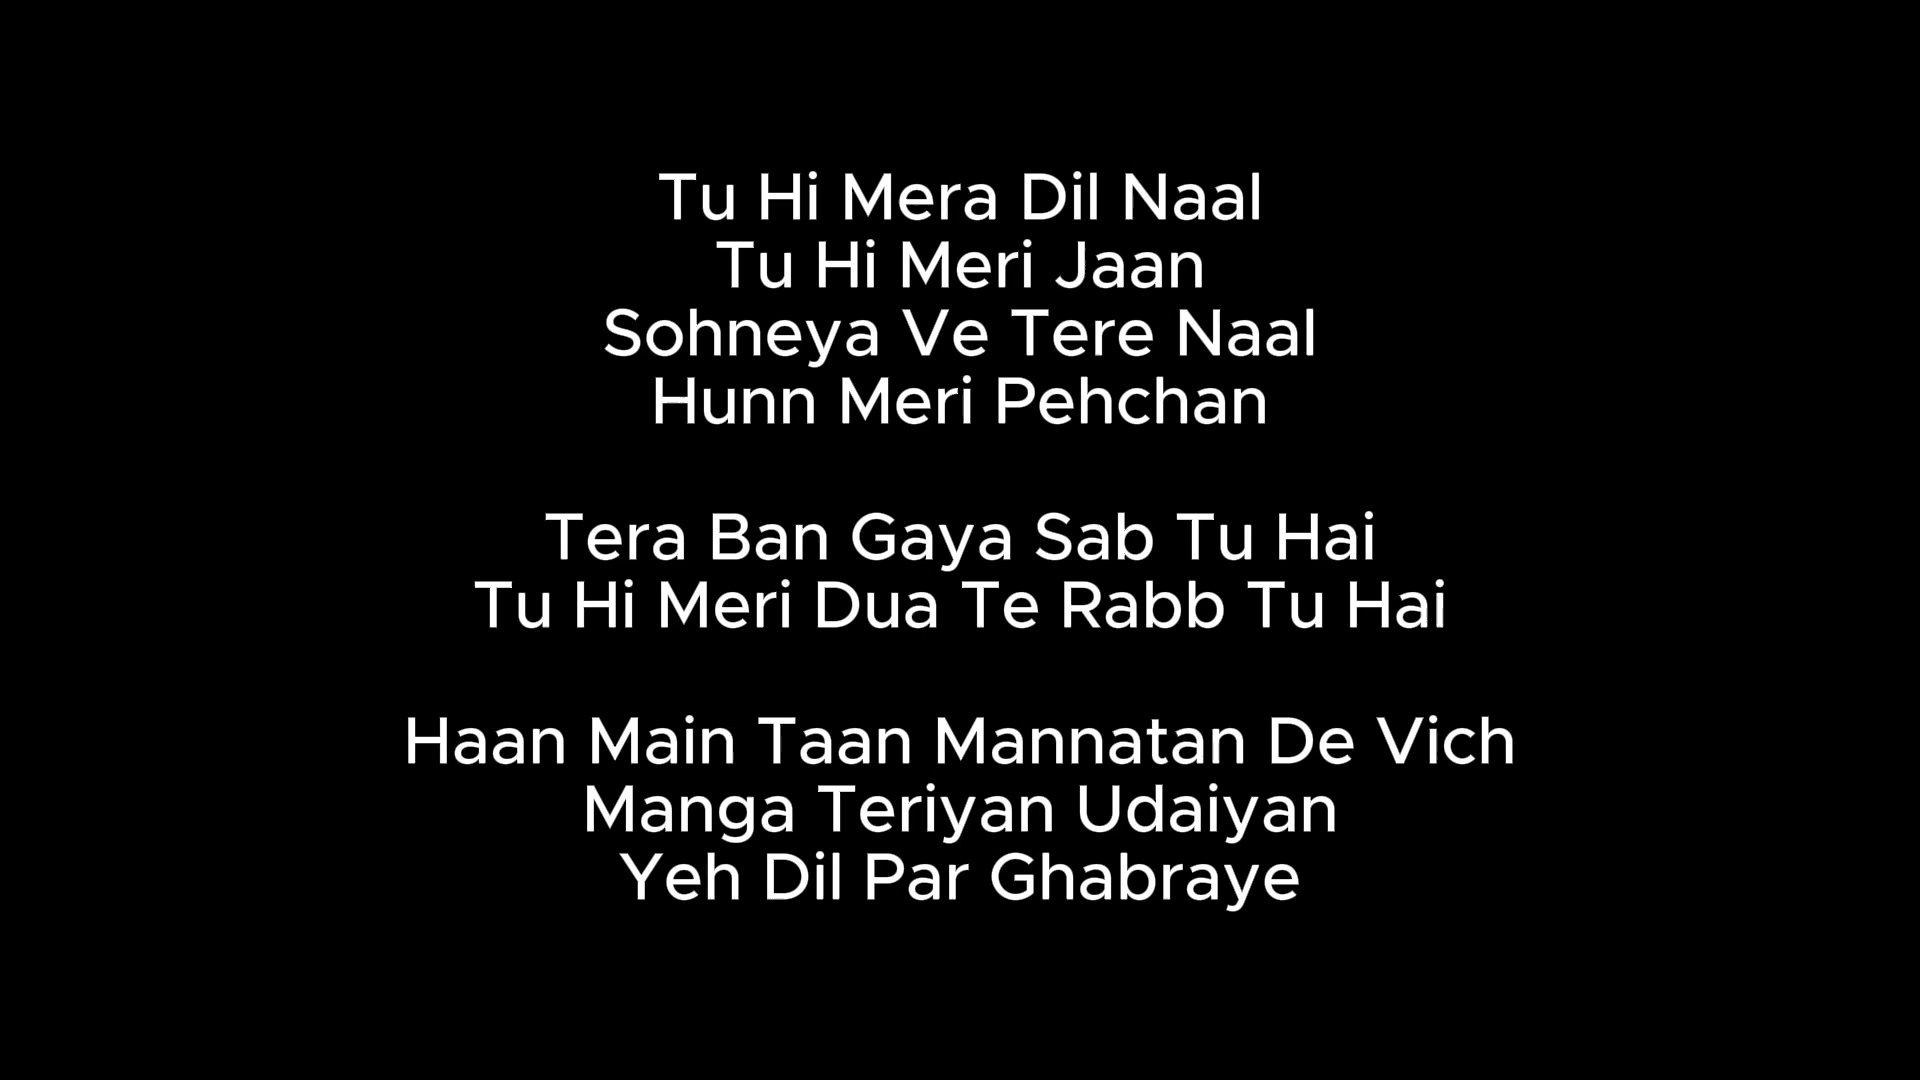 Tu Hi Mera Dil Naal
Tu Hi Meri Jaan
Sohneya Ve Tere Naal
Hunn Meri Pehchan
Tera Ban Gaya Sab Tu Hai
Tu Hi Meri Dua Te Rabb Tu Hai
Haan Main Taan Mannatan De Vich
Manga Teriyan Udaiyan
Yeh Dil Par Ghabraye